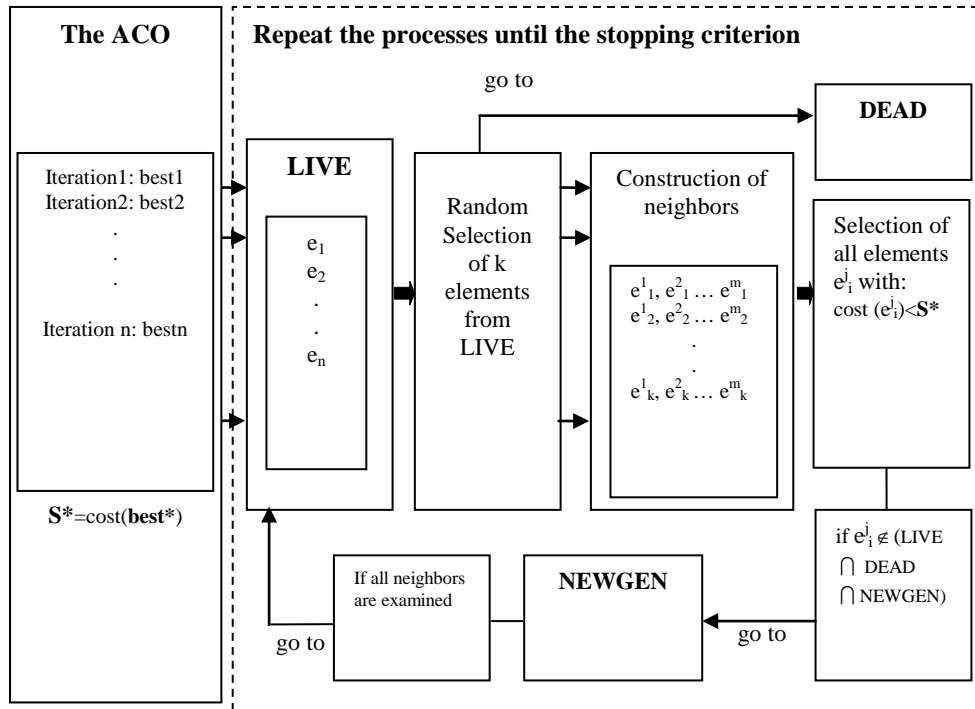 The ACO
Iteration1: best1
Iteration2: best2
.
.
.
Iteration n: bestn
S*=cost(best*)
Repeat the processes until the stopping criterion
go to
DEAD
LIVE
e₁
e₂
.
.
eₙ
Random
Selection
of k
elements
from
LIVE
Construction of
neighbors
e¹₁, e²₁ … eᵐ₁
e¹₂, e²₂ … eᵐ₂
.
.
e¹ₖ, e²ₖ … eᵐₖ
Selection of
all elements
eʲᵢ with:
cost (eʲᵢ)<S*
if eʲᵢ ∉ (LIVE
⋂ DEAD
⋂ NEWGEN)
go to
NEWGEN
If all neighbors
are examined
go to